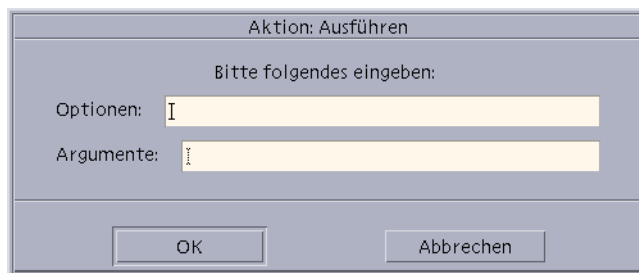 Aktion: Ausführen
Bitte folgendes eingeben:
Optionen:
Argumente:
OK Abbrechen